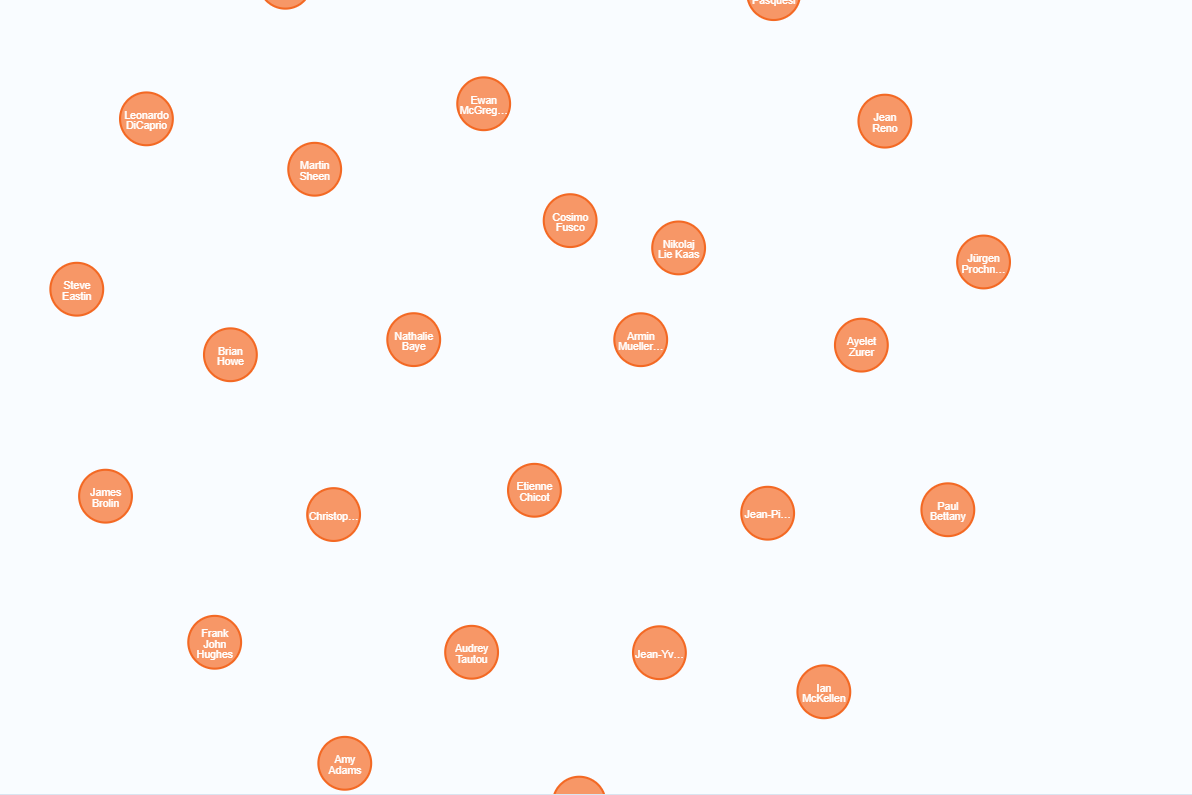 Pasquesi
Leonardo
DiCaprio
Ewan
McGreg...
Jean
Reno
Martin
Sheen
Cosimo
Fusco
Nikolaj
Lie Kaas
Jürgen
Prochn...
Steve
Eastin
Brian
Howe
Nathalie
Baye
Armin
Mueller...
Ayelet
Zurer
James
Brolin
Christop...
Etienne
Chicot
Jean-Pi...
Paul
Bettany
Frank
John
Hughes
Audrey
Tautou
Jean-Yv...
Ian
McKellen
Amy
Adams